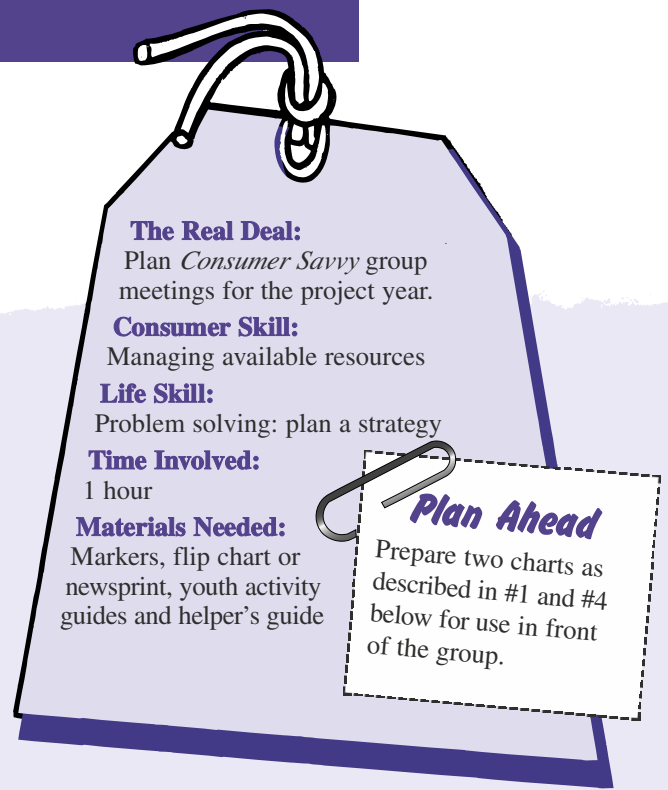 The Real Deal:
Plan Consumer Savvy group
meetings for the project year.
Consumer Skill:
Managing available resources
Life Skill:
Problem solving: plan a strategy
Time Involved:
1 hour
Materials Needed:
Markers, flip chart or
newsprint, youth activity
guides and helper's guide
Plan Ahead
Prepare two charts as
described in #1 and #4
below for use in front
of the group.